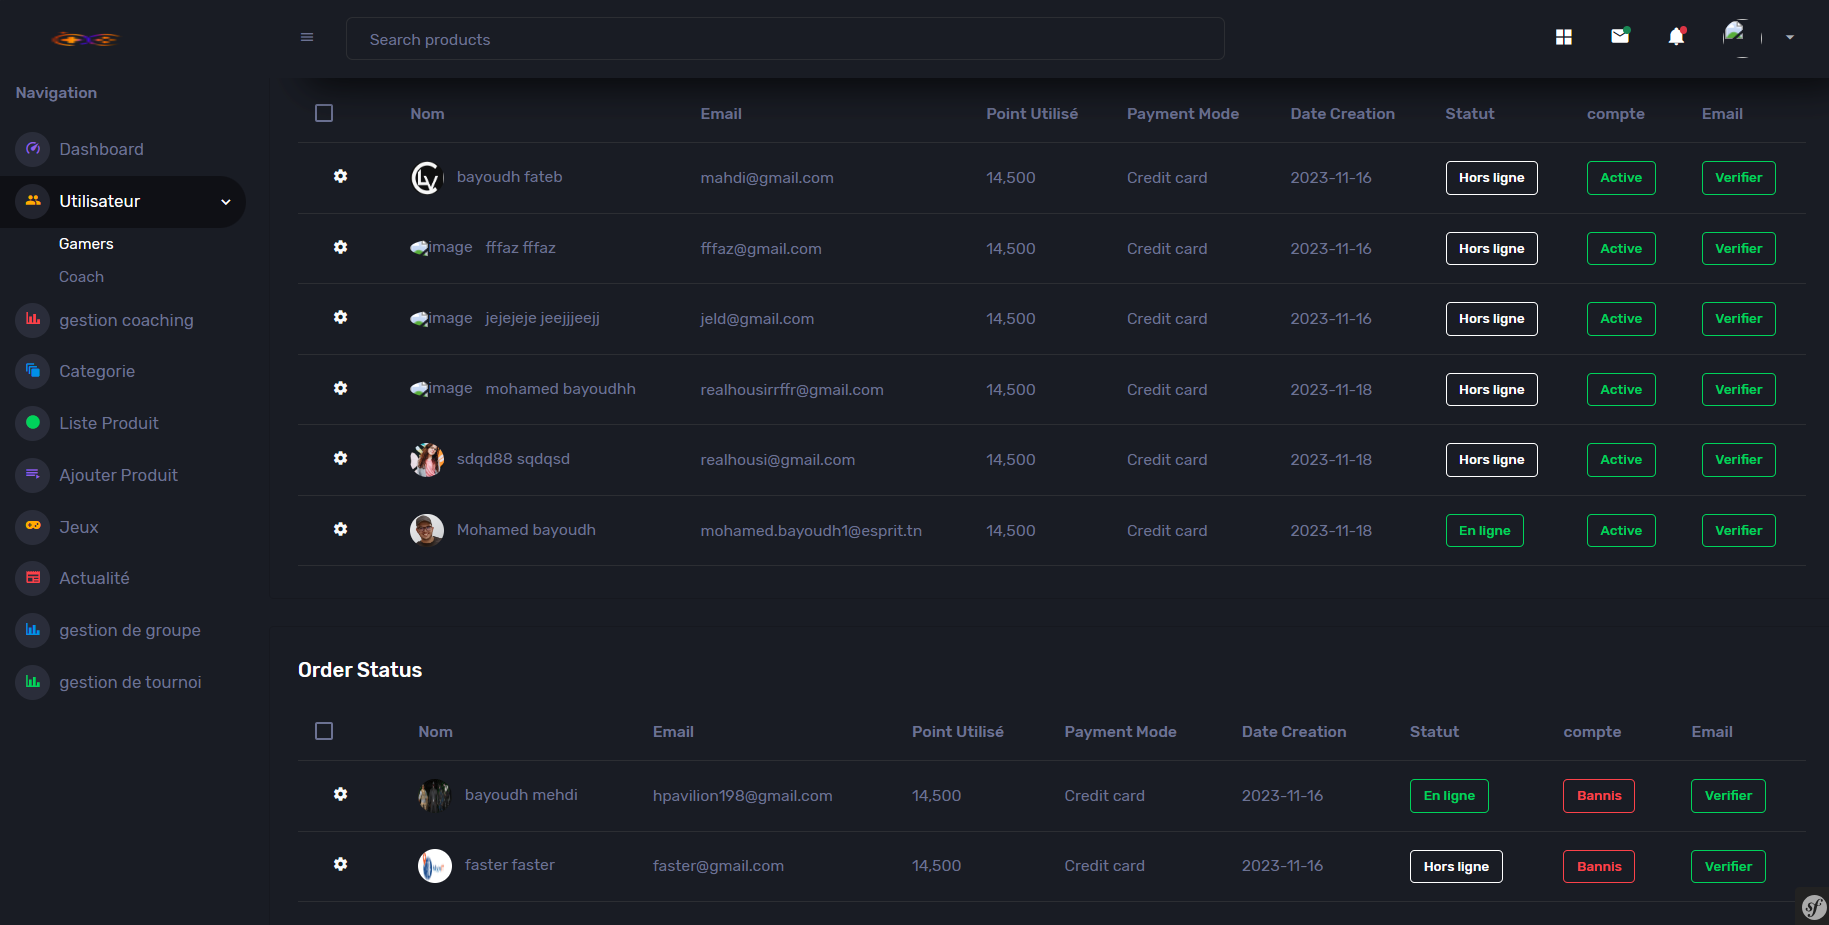 Search products
Navigation
Dashboard
Utilisateur
Gamers
Coach
gestion coaching
Categorie
Liste Produit
Ajouter Produit
Jeux
Actualité
gestion de groupe
gestion de tournoi
Nom Email Point Utilisé Payment Mode Date Creation Statut compte Email
bayoudh fateb mahdi@gmail.com 14,500 Credit card 2023-11-16 Hors ligne Active Verifier
image fffaz fffaz fffaz@gmail.com 14,500 Credit card 2023-11-16 Hors ligne Active Verifier
image jejejeje jeejjjeejj jeld@gmail.com 14,500 Credit card 2023-11-16 Hors ligne Active Verifier
image mohamed bayoudhh realhousirrffr@gmail.com 14,500 Credit card 2023-11-18 Hors ligne Active Verifier
sdqd88 sqdqsd realhousi@gmail.com 14,500 Credit card 2023-11-18 Hors ligne Active Verifier
Mohamed bayoudh mohamed.bayoudh1@esprit.tn 14,500 Credit card 2023-11-18 En ligne Active Verifier
Order Status
Nom Email Point Utilisé Payment Mode Date Creation Statut compte Email
bayoudh mehdi hpavilion198@gmail.com 14,500 Credit card 2023-11-16 En ligne Bannis Verifier
faster faster faster@gmail.com 14,500 Credit card 2023-11-16 Hors ligne Bannis Verifier
sf